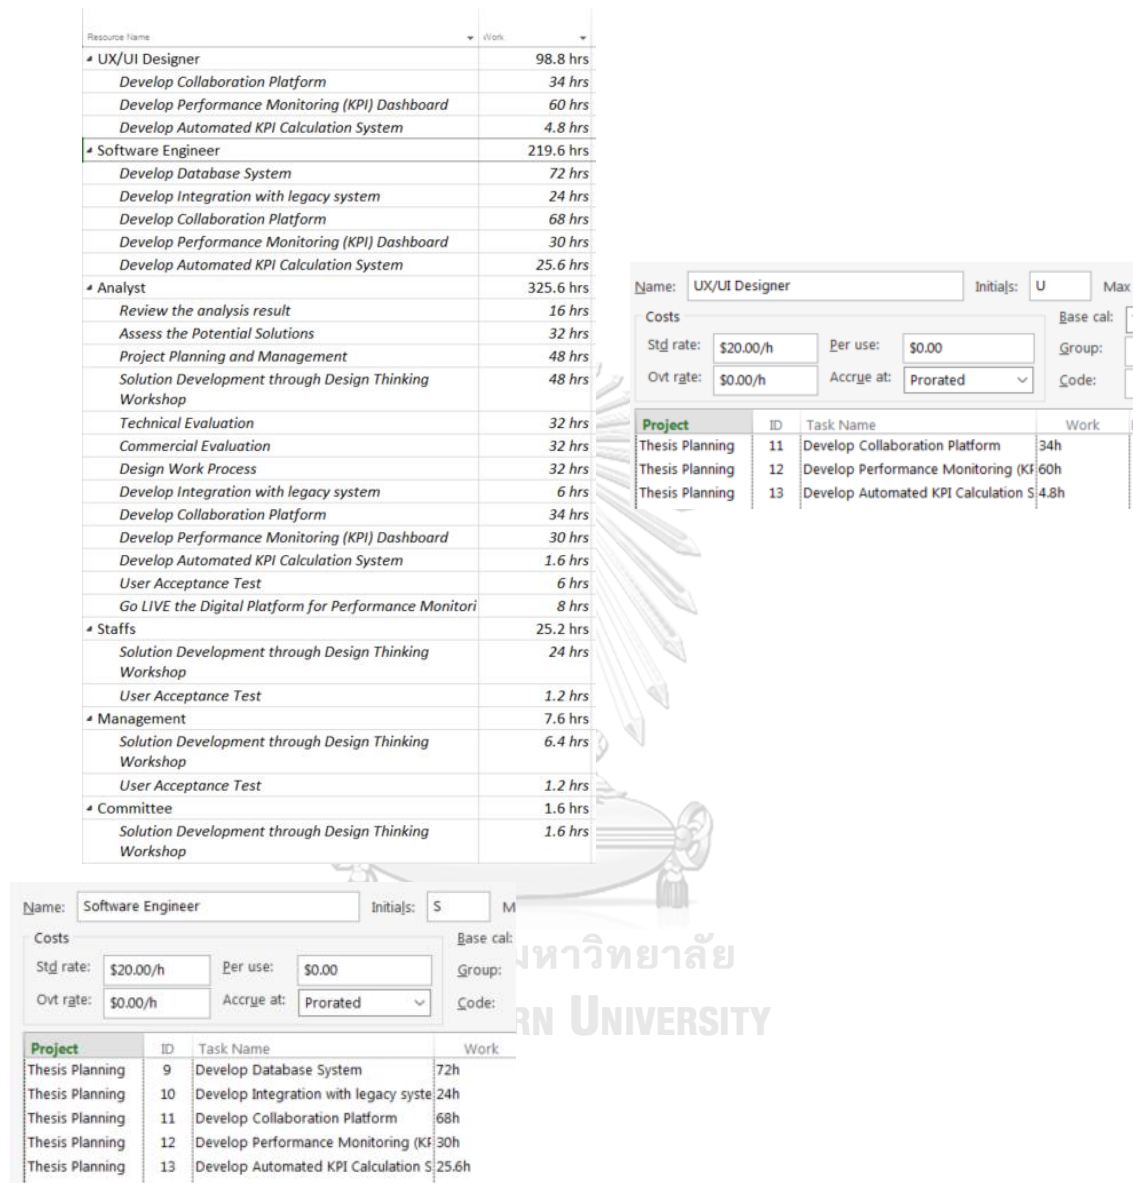 Resource Name Work
UX/UI Designer 98.8 hrs
Develop Collaboration Platform 34 hrs
Develop Performance Monitoring (KPI) Dashboard 60 hrs
Develop Automated KPI Calculation System 4.8 hrs
Software Engineer 219.6 hrs
Develop Database System 72 hrs
Develop Integration with legacy system 24 hrs
Develop Collaboration Platform 68 hrs
Develop Performance Monitoring (KPI) Dashboard 30 hrs
Develop Automated KPI Calculation System 25.6 hrs
Analyst 325.6 hrs
Review the analysis result 16 hrs
Assess the Potential Solutions 32 hrs
Project Planning and Management 48 hrs
Solution Development through Design Thinking 48 hrs
Workshop
Technical Evaluation 32 hrs
Commercial Evaluation 32 hrs
Design Work Process 32 hrs
Develop Integration with legacy system 6 hrs
Develop Collaboration Platform 34 hrs
Develop Performance Monitoring (KPI) Dashboard 30 hrs
Develop Automated KPI Calculation System 1.6 hrs
User Acceptance Test 6 hrs
Go LIVE the Digital Platform for Performance Monitori 8 hrs
Staffs 25.2 hrs
Solution Development through Design Thinking 24 hrs
Workshop
User Acceptance Test 1.2 hrs
Management 7.6 hrs
Solution Development through Design Thinking 6.4 hrs
Workshop
User Acceptance Test 1.2 hrs
Committee 1.6 hrs
Solution Development through Design Thinking 1.6 hrs
Workshop
Name: UX/UI Designer Initials: U Max
Costs Base cal:
Std rate: $20.00/h Per use: $0.00 Group:
Ovt rate: $0.00/h Accrue at: Prorated Code:
Project ID Task Name Work
Thesis Planning 11 Develop Collaboration Platform 34h
Thesis Planning 12 Develop Performance Monitoring (KF 60h
Thesis Planning 13 Develop Automated KPI Calculation S 4.8h
Name: Software Engineer Initials: S M
Costs Base cal:
Std rate: $20.00/h Per use: $0.00 Group:
Ovt rate: $0.00/h Accrue at: Prorated Code:
Project ID Task Name Work
Thesis Planning 9 Develop Database System 72h
Thesis Planning 10 Develop Integration with legacy syste 24h
Thesis Planning 11 Develop Collaboration Platform 68h
Thesis Planning 12 Develop Performance Monitoring (KF 30h
Thesis Planning 13 Develop Automated KPI Calculation S 25.6h
มหาวิทยาลัย
RN UNIVERSITY